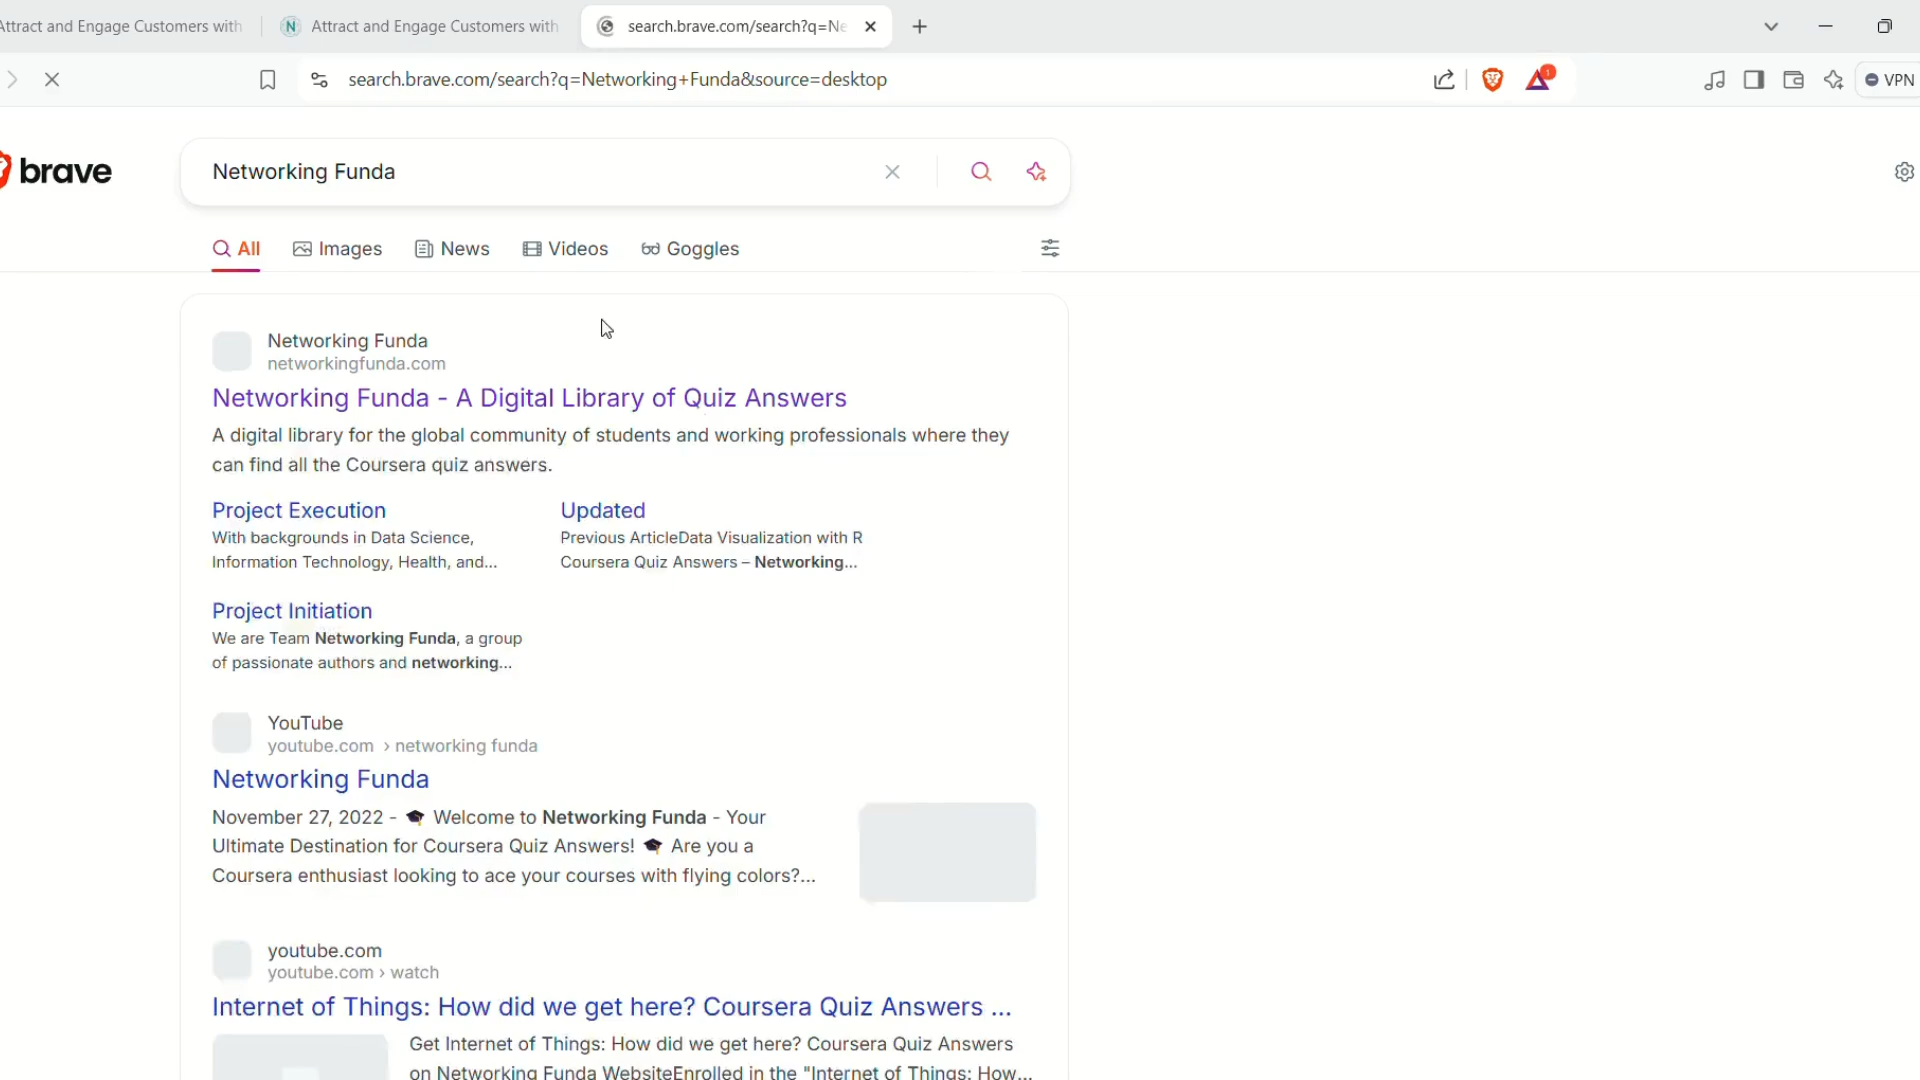 Attract and Engage Customers with
N Attract and Engage Customers with
search.brave.com/search?q=Ne
search.brave.com/search?q=Networking+Funda&source=desktop
1
VPN
brave
Networking Funda
All Images News Videos Goggles
Networking Funda
networkingfunda.com
Networking Funda - A Digital Library of Quiz Answers
A digital library for the global community of students and working professionals where they
can find all the Coursera quiz answers.
Project Execution
With backgrounds in Data Science,
Information Technology, Health, and...
Updated
Previous ArticleData Visualization with R
Coursera Quiz Answers – Networking...
Project Initiation
We are Team Networking Funda, a group
of passionate authors and networking...
YouTube
youtube.com › networking funda
Networking Funda
November 27, 2022 - 🎓 Welcome to Networking Funda - Your
Ultimate Destination for Coursera Quiz Answers! 🎓 Are you a
Coursera enthusiast looking to ace your courses with flying colors?...
youtube.com
youtube.com › watch
Internet of Things: How did we get here? Coursera Quiz Answers ...
Get Internet of Things: How did we get here? Coursera Quiz Answers
on Networking Funda WebsiteEnrolled in the "Internet of Things: How...